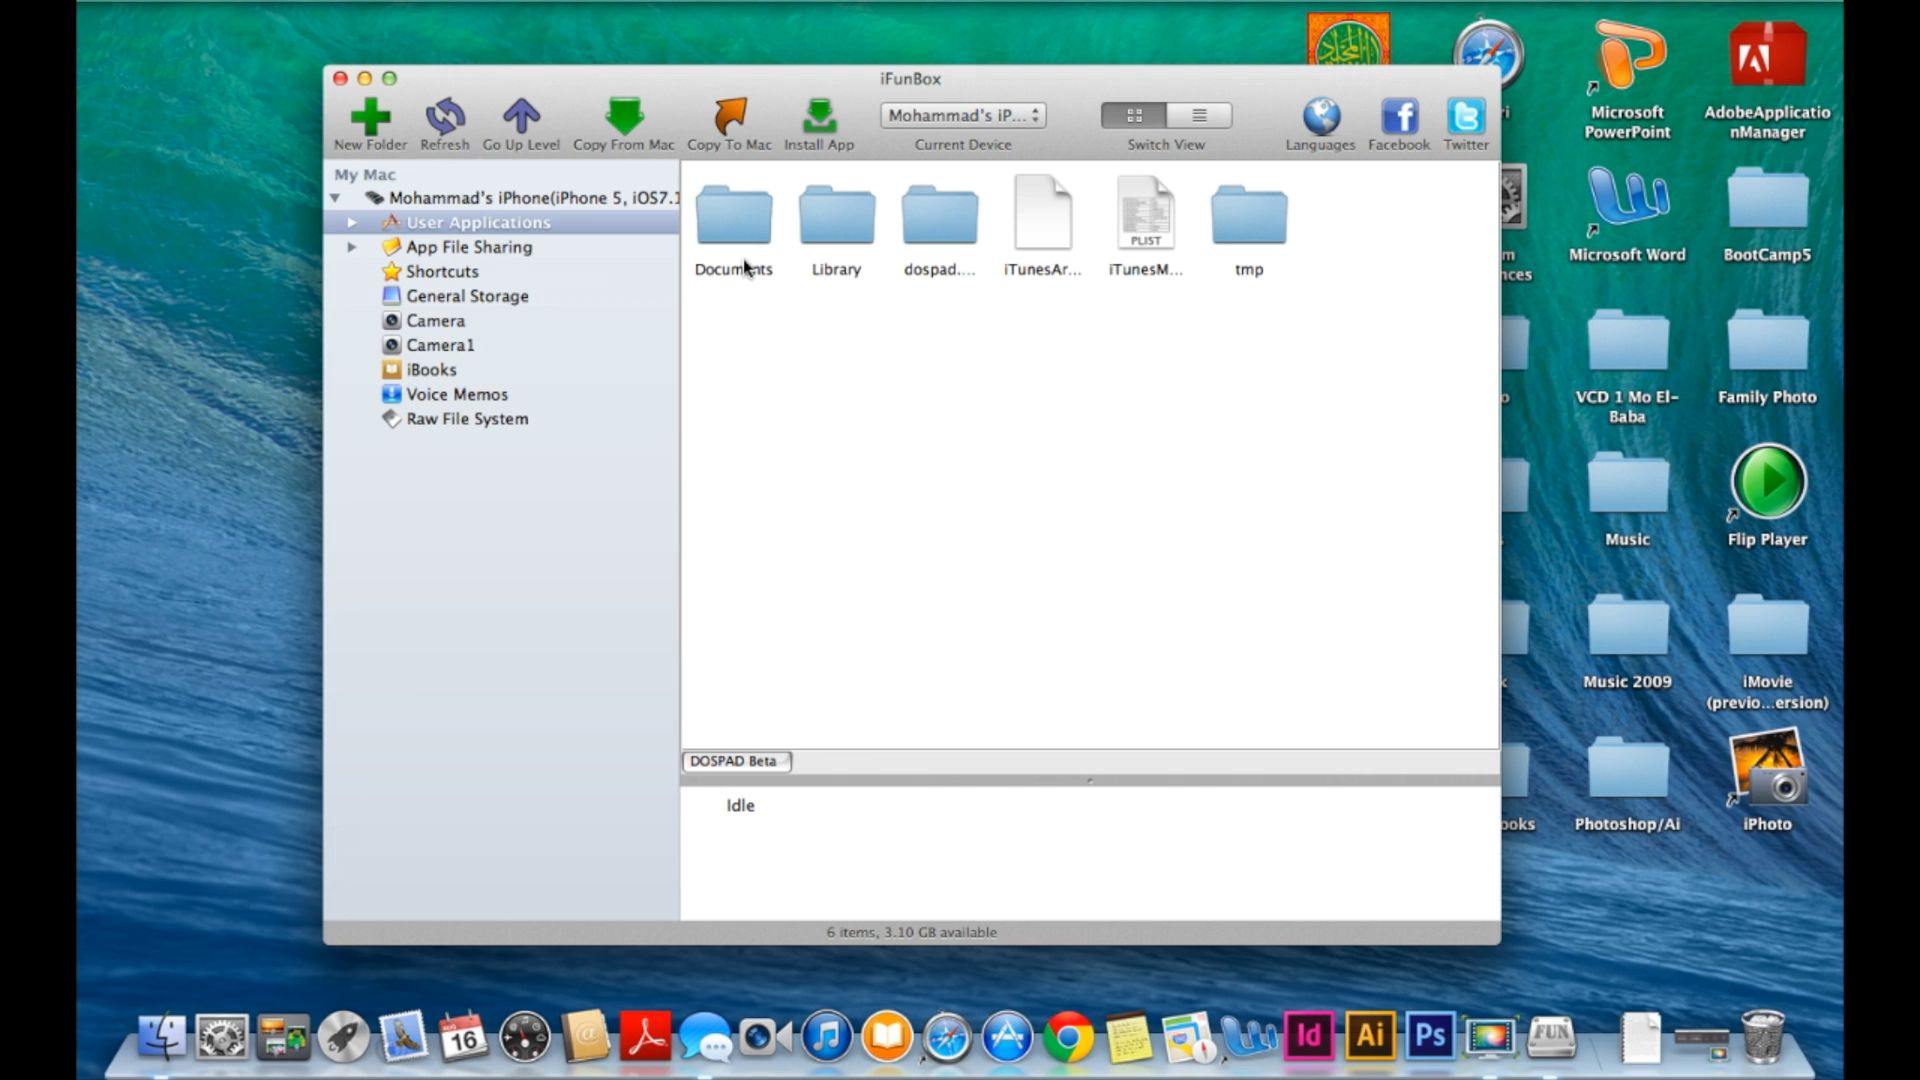 iFunBox
New Folder
Refresh
Go Up Level
Copy From Mac
Copy To Mac
Install App
Mohammad's iP...
Current Device
Switch View
Languages
Facebook
Twitter
My Mac
Mohammad's iPhone(iPhone 5, iOS7.1
User Applications
App File Sharing
Shortcuts
General Storage
Camera
Camera1
iBooks
Voice Memos
Raw File System
Documents
Library
dospad....
iTunesAr...
PLIST
iTunesM...
tmp
DOSPAD Beta
Idle
6 items, 3.10 GB available
Microsoft
PowerPoint
AdobeApplicatio
nManager
Microsoft Word
BootCamp5
VCD 1 Mo El-
Baba
Family Photo
Music
Flip Player
Music 2009
iMovie
(previo...ersion)
ooks
Photoshop/Ai
iPhoto
16
Id
Ai
Ps
FUN